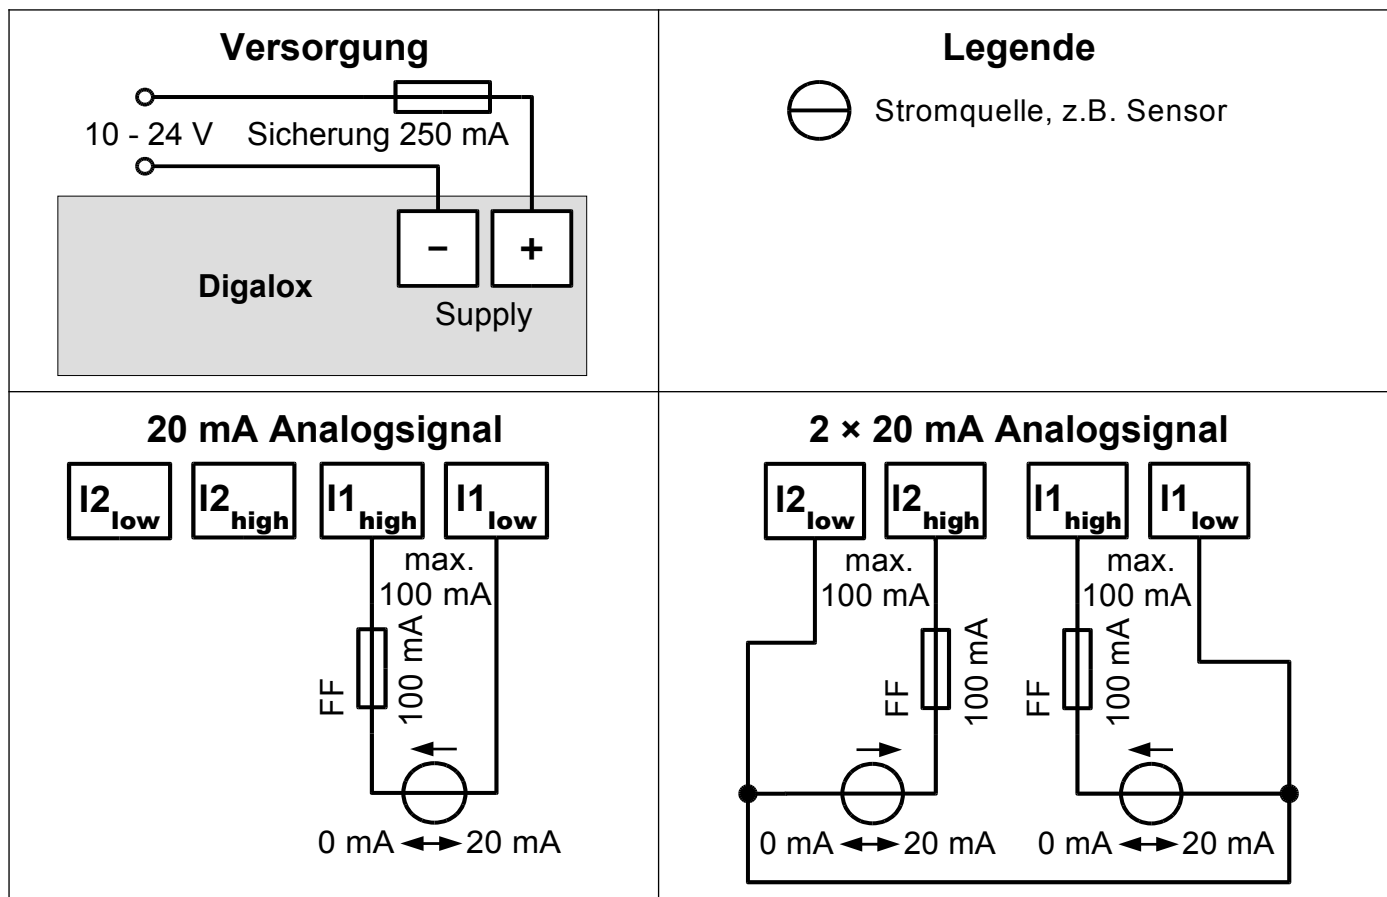 Versorgung
10 - 24 V Sicherung 250 mA
− +
Digalox
Supply
Legende
Stromquelle, z.B. Sensor
20 mA Analogsignal
I2low I2high I1high I1low
max.
100 mA
FF
100 mA
0 mA 20 mA
2 × 20 mA Analogsignal
I2low I2high I1high I1low
max. max.
100 mA 100 mA
FF 100 mA FF 100 mA
0 mA 20 mA 0 mA 20 mA